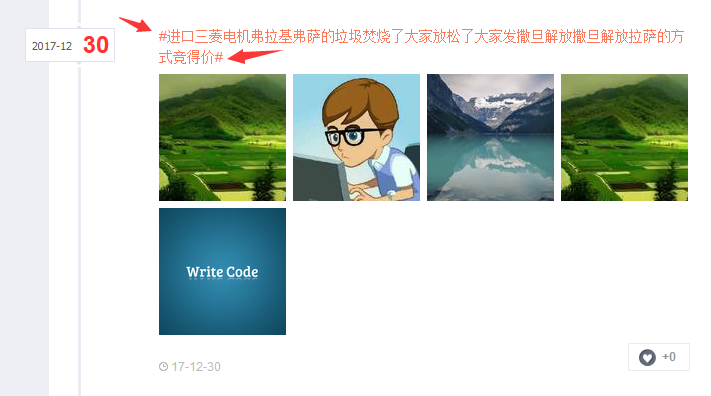 2017-12 30
#进口三菱电机弗拉基弗萨的垃圾焚烧了大家放松了大家发撒旦解放撒旦解放拉萨的方
式竞得价#
Write Code
17-12-30
+0